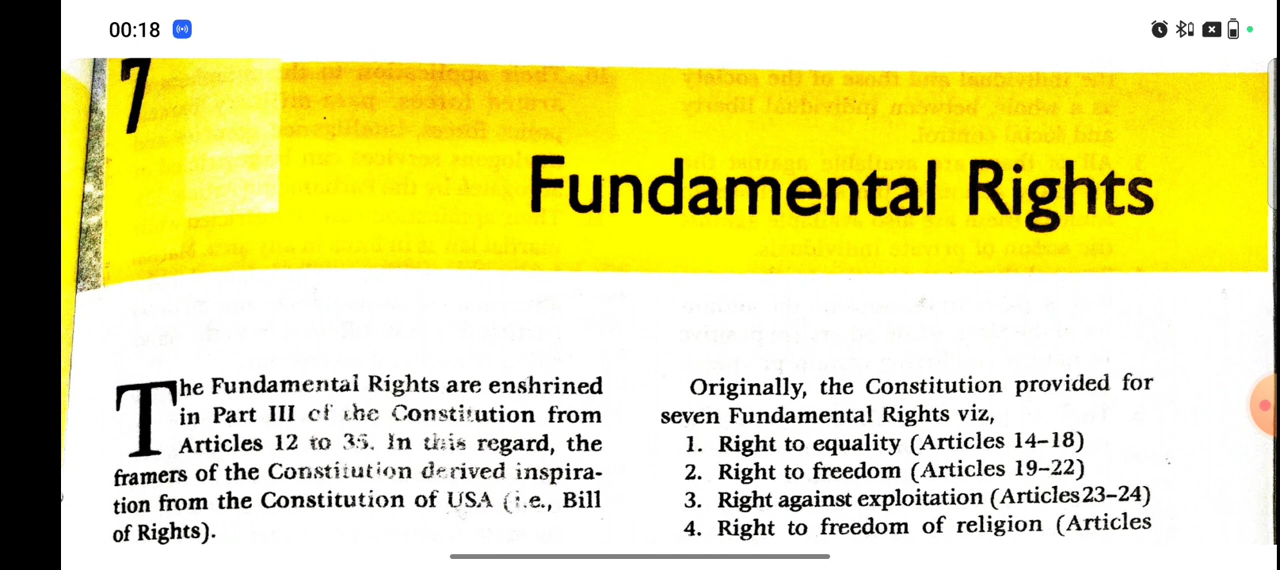 00:18
7
Fundamental Rights
The Fundamental Rights are enshrined
in Part III of the Constitution from
Articles 12 to 35. In this regard, the
framers of the Constitution derived inspira-
tion from the Constitution of USA (i.e., Bill
of Rights).
Originally, the Constitution provided for
seven Fundamental Rights viz,
1. Right to equality (Articles 14–18)
2. Right to freedom (Articles 19–22)
3. Right against exploitation (Articles 23–24)
4. Right to freedom of religion (Articles